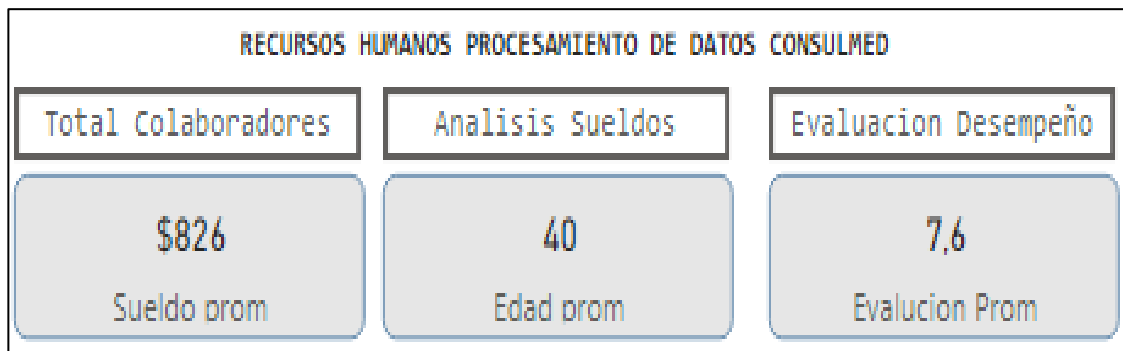 RECURSOS HUMANOS PROCESAMIENTO DE DATOS CONSULMED
Total Colaboradores
Analisis Sueldos
Evaluacion Desempeño
$826
Sueldo prom
40
Edad prom
7,6
Evalucion Prom